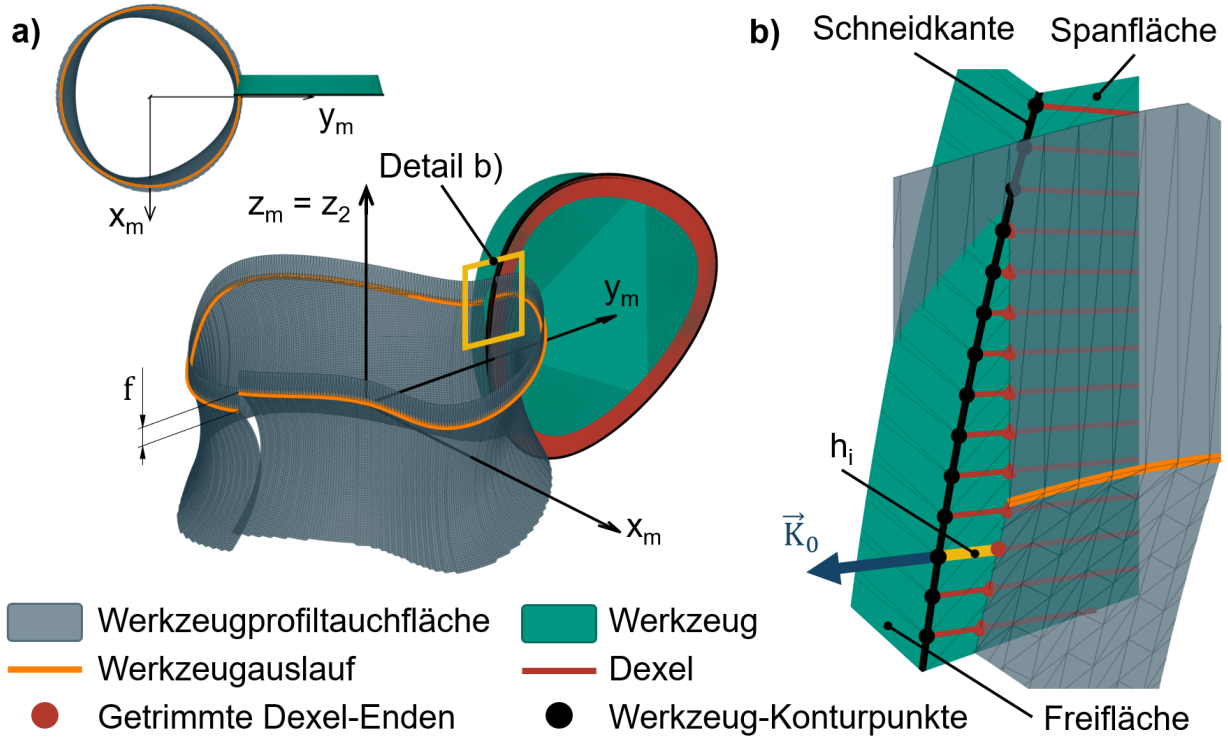 a)
y_m
x_m
Detail b)
z_m = z_2
y_m
f
x_m
b)
Schneidkante
Spanfläche
h_i
K⃗_0
Freifläche
Werkzeugprofiltauchfläche
Werkzeug
Werkzeugauslauf
Dexel
Getrimmte Dexel-Enden
Werkzeug-Konturpunkte